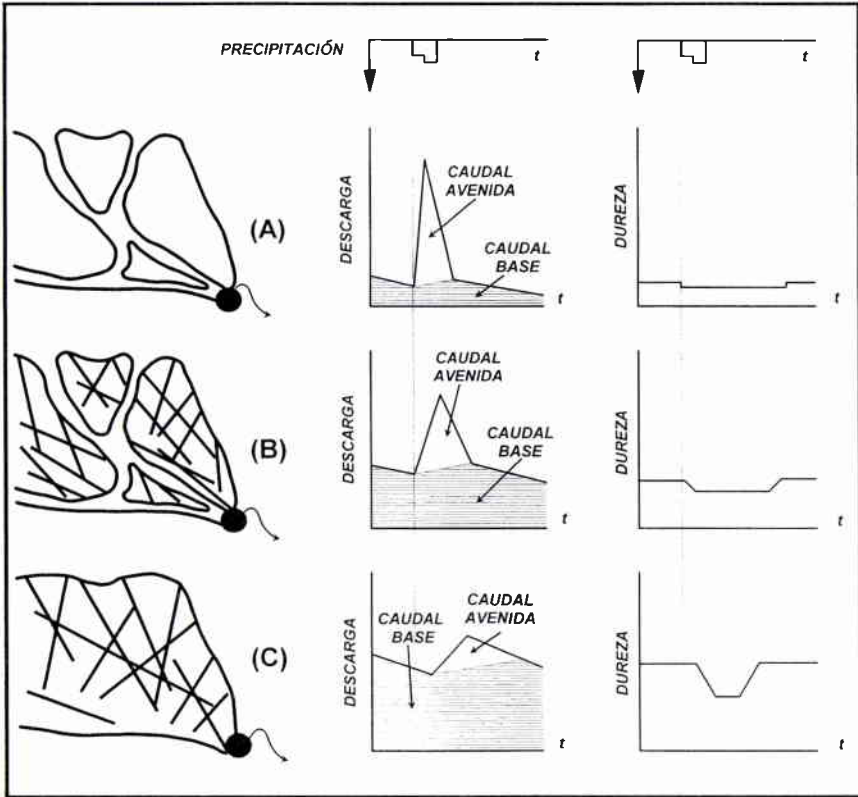 PRECIPITACIÓN
t
t
(A)
DESCARGA
CAUDAL
AVENIDA
CAUDAL
BASE
t
DUREZA
t
(B)
DESCARGA
CAUDAL
AVENIDA
CAUDAL
BASE
t
DUREZA
t
(C)
DESCARGA
CAUDAL
BASE
CAUDAL
AVENIDA
t
DUREZA
t